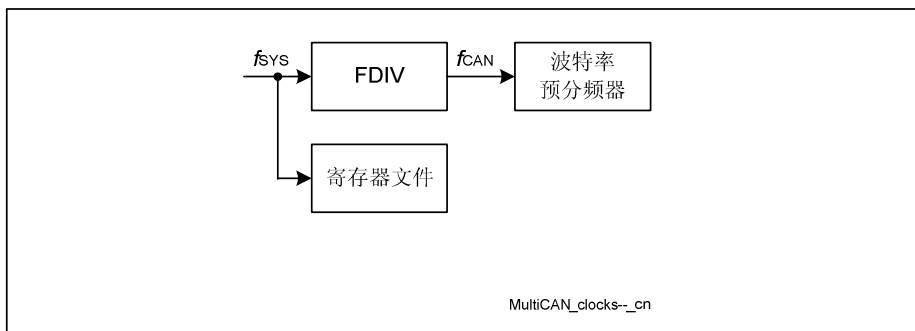 fSYS
FDIV
fCAN
波特率
预分频器
寄存器文件
MultiCAN_clocks--_cn